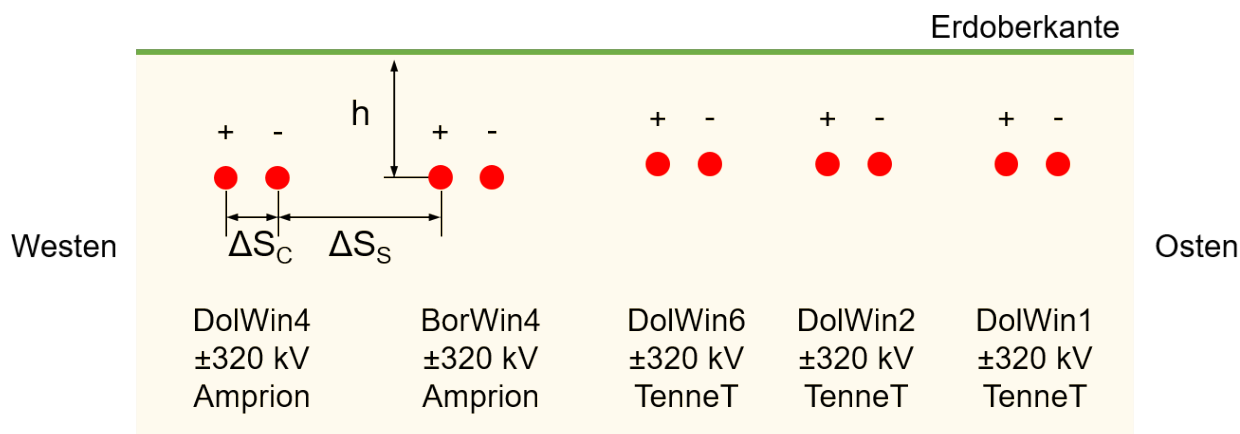 Erdoberkante
h
+ -
+ -
+ -
+ -
+ -
Westen
ΔSC
ΔSS
Osten
DolWin4
±320 kV
Amprion
BorWin4
±320 kV
Amprion
DolWin6
±320 kV
TenneT
DolWin2
±320 kV
TenneT
DolWin1
±320 kV
TenneT